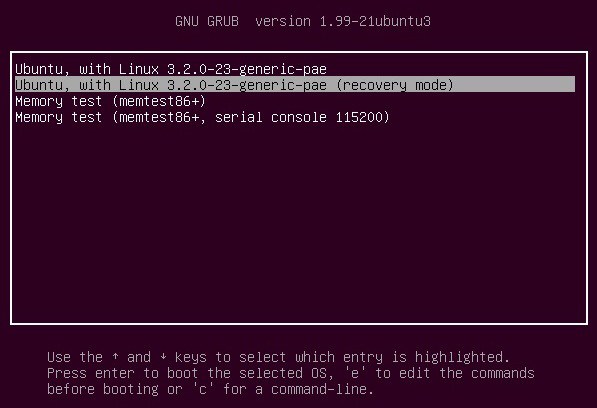 GNU GRUB  version 1.99-21ubuntu3
Ubuntu, with Linux 3.2.0-23-generic-pae
Ubuntu, with Linux 3.2.0-23-generic-pae (recovery mode)
Memory test (memtest86+)
Memory test (memtest86+, serial console 115200)
Use the ↑ and ↓ keys to select which entry is highlighted.
Press enter to boot the selected OS, 'e' to edit the commands
before booting or 'c' for a command-line.